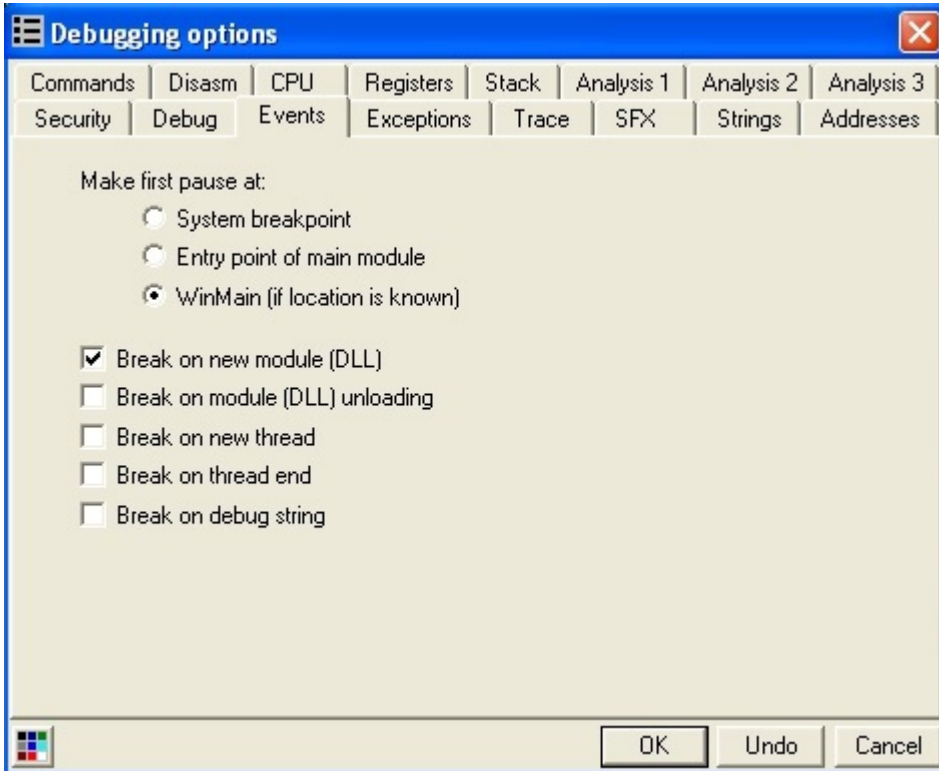 Debugging options
Commands Disasm CPU Registers Stack Analysis 1 Analysis 2 Analysis 3
Security Debug Events Exceptions Trace SFX Strings Addresses
Make first pause at:
System breakpoint
Entry point of main module
WinMain (if location is known)
Break on new module (DLL)
Break on module (DLL) unloading
Break on new thread
Break on thread end
Break on debug string
OK Undo Cancel